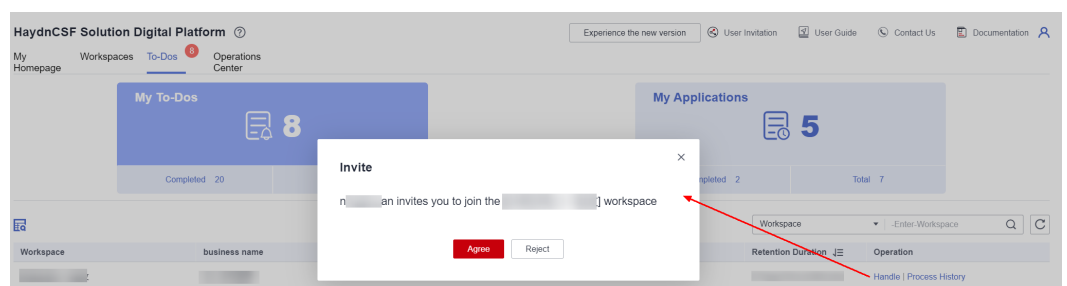 HaydnCSF Solution Digital Platform
Experience the new version
User Invitation
User Guide
Contact Us
Documentation
My Homepage
Workspaces
To-Dos
8
Operations Center
My To-Dos
8
Completed 20
My Applications
5
2
Total 7
Invite
invites you to join the
] workspace
Agree
Reject
Workspace
Enter-Workspace
Workspace
business name
Retention Duration
Operation
Handle | Process History